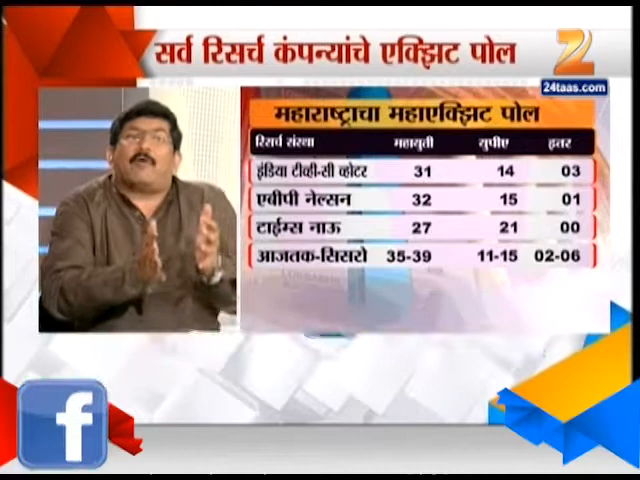 सर्व रिसर्च कंपन्यांचे एक्झिट पोल
24taas.com
महाराष्ट्राचा महाएक्झिट पोल
रिसर्च संस्था महायुती यूपीए इतर
इंडिया टीव्ही-सी व्होटर 31 14 03
एबीपी नेल्सन 32 15 01
टाईम्स नाऊ 27 21 00
आजतक-सिसरो 35-39 11-15 02-06